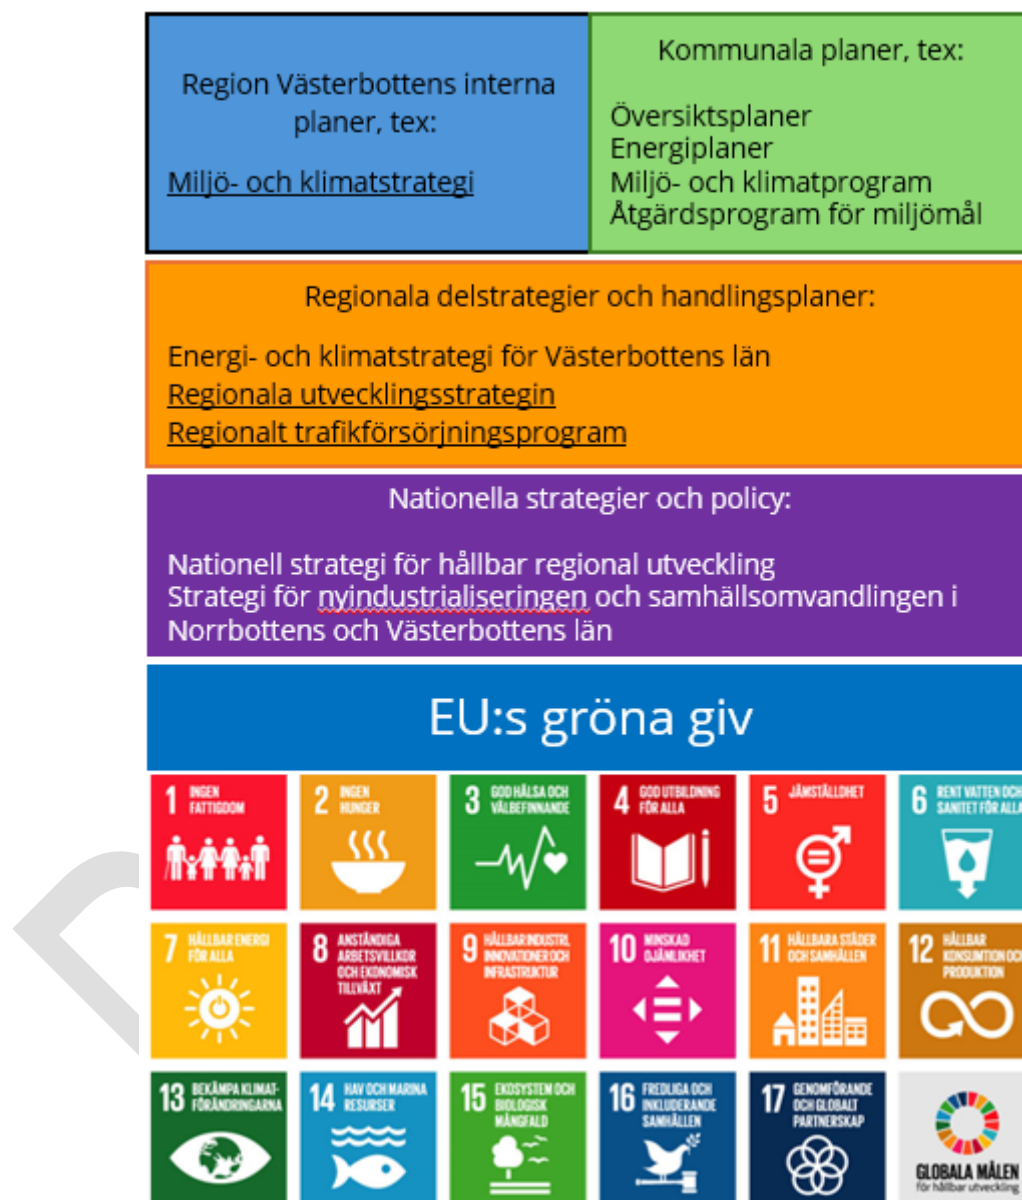 Region Västerbottens interna
planer, tex:
Miljö- och klimatstrategi
Kommunala planer, tex:
Översiktsplaner
Energiplaner
Miljö- och klimatprogram
Åtgärdsprogram för miljömål
Regionala delstrategier och handlingsplaner:
Energi- och klimatstrategi för Västerbottens län
Regionala utvecklingsstrategin
Regionalt trafikförsörjningsprogram
Nationella strategier och policy:
Nationell strategi för hållbar regional utveckling
Strategi för nyindustrialiseringen och samhällsomvandlingen i
Norrbottens och Västerbottens län
EU:s gröna giv
1 INGEN
FATTIGDOM
2 INGEN
HUNGER
3 GOD HÄLSA OCH
VÄLBEFINNANDE
4 GOD UTBILDNING
FÖR ALLA
5 JÄMSTÄLLDHET
6 RENT VATTEN OCH
SANITET FÖR ALLA
7 HÅLLBAR ENERGI
FÖR ALLA
8 ANSTÄNDIGA
ARBETSVILLKOR
OCH EKONOMISK
TILLVÄXT
9 HÅLLBAR INDUSTRI,
INNOVATIONER OCH
INFRASTRUKTUR
10 MINSKAD
OJÄMLIKHET
11 HÅLLBARA STÄDER
OCH SAMHÄLLEN
12 HÅLLBAR
KONSUMTION OCH
PRODUKTION
13 BEKÄMPA KLIMAT-
FÖRÄNDRINGARNA
14 HAV OCH MARINA
RESURSER
15 EKOSYSTEM OCH
BIOLOGISK
MÅNGFALD
16 FREDLIGA OCH
INKLUDERANDE
SAMHÄLLEN
17 GENOMFÖRANDE
OCH GLOBALT
PARTNERSKAP
GLOBALA MÅLEN
för hållbar utveckling